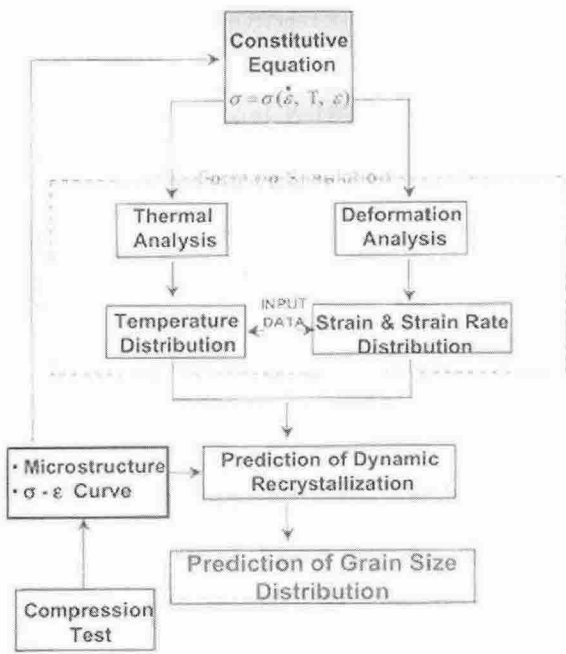 Constitutive
Equation
σ = σ(ε̇, T, ε)
Simulation
Thermal
Analysis
Deformation
Analysis
INPUT
DATA
Temperature
Distribution
Strain & Strain Rate
Distribution
· Microstructure
· σ - ε Curve
Prediction of Dynamic
Recrystallization
Prediction of Grain Size
Distribution
Compression
Test